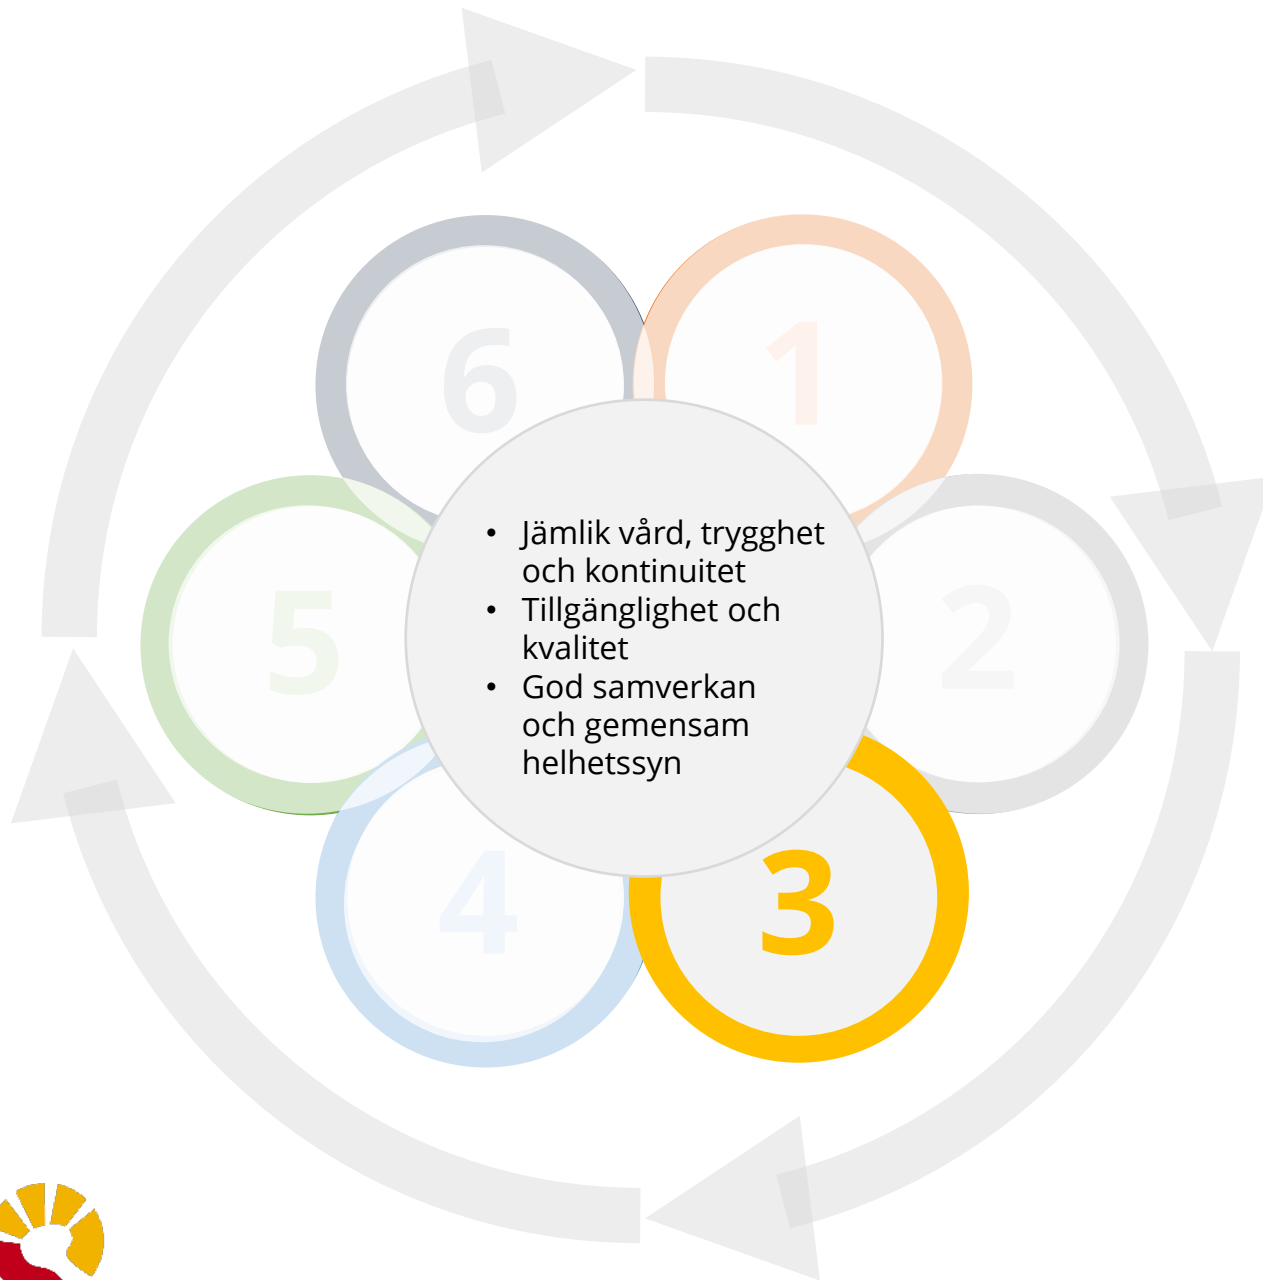 6
1
5
• Jämlik vård, trygghet
och kontinuitet
• Tillgänglighet och
kvalitet
• God samverkan
och gemensam
helhetssyn
2
4
3